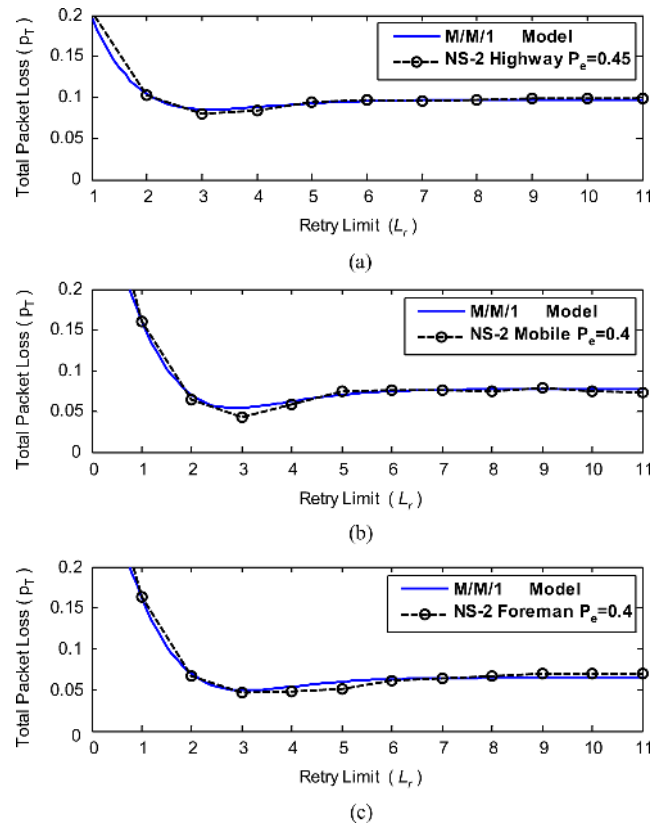 0.2
0.15
0.1
0.05
0
Total Packet Loss ( pT )
M/M/1 Model
NS-2 Highway Pe=0.45
1 2 3 4 5 6 7 8 9 10 11
Retry Limit (Lr)
(a)
0.2
0.15
0.1
0.05
0
Total Packet Loss ( pT )
M/M/1 Model
NS-2 Mobile Pe=0.4
0 1 2 3 4 5 6 7 8 9 10 11
Retry Limit (Lr)
(b)
0.2
0.15
0.1
0.05
0
Total Packet Loss ( pT )
M/M/1 Model
NS-2 Foreman Pe=0.4
0 1 2 3 4 5 6 7 8 9 10 11
Retry Limit (Lr)
(c)